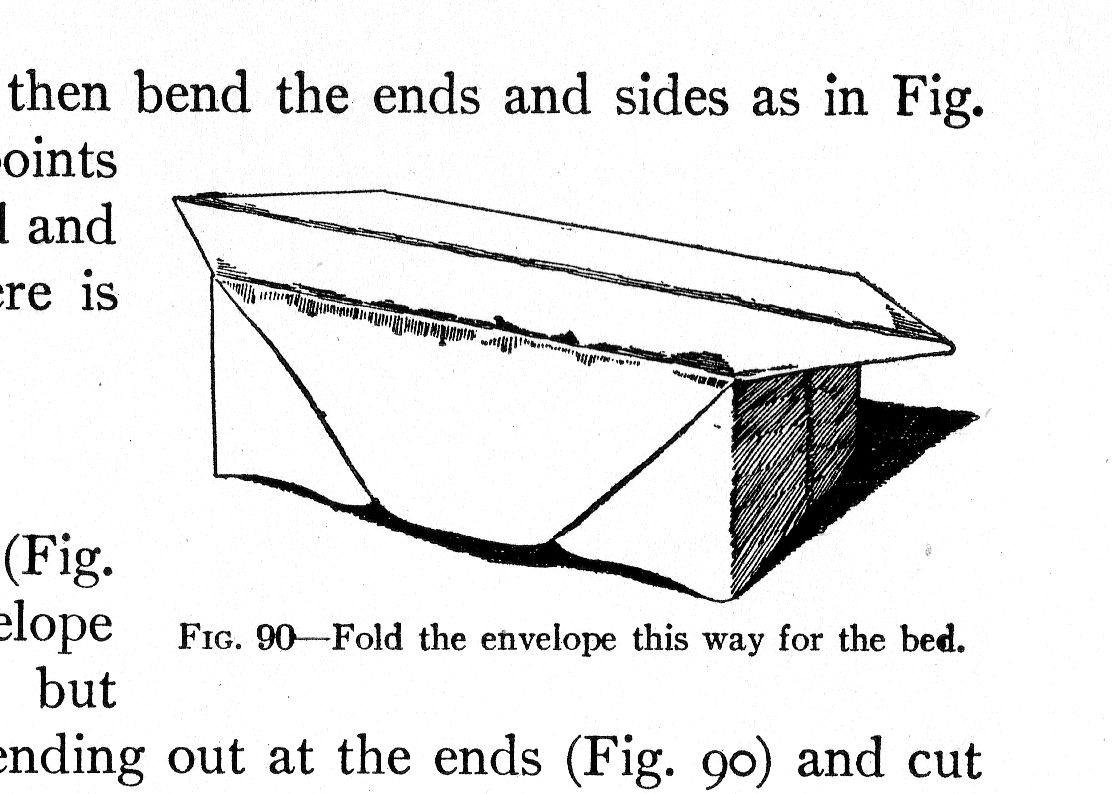 then bend the ends and sides as in Fig.
oints
and
ere is
(Fig.
elope
FIG. 90—Fold the envelope this way for the bed.
but
ending out at the ends (Fig. 90) and cut